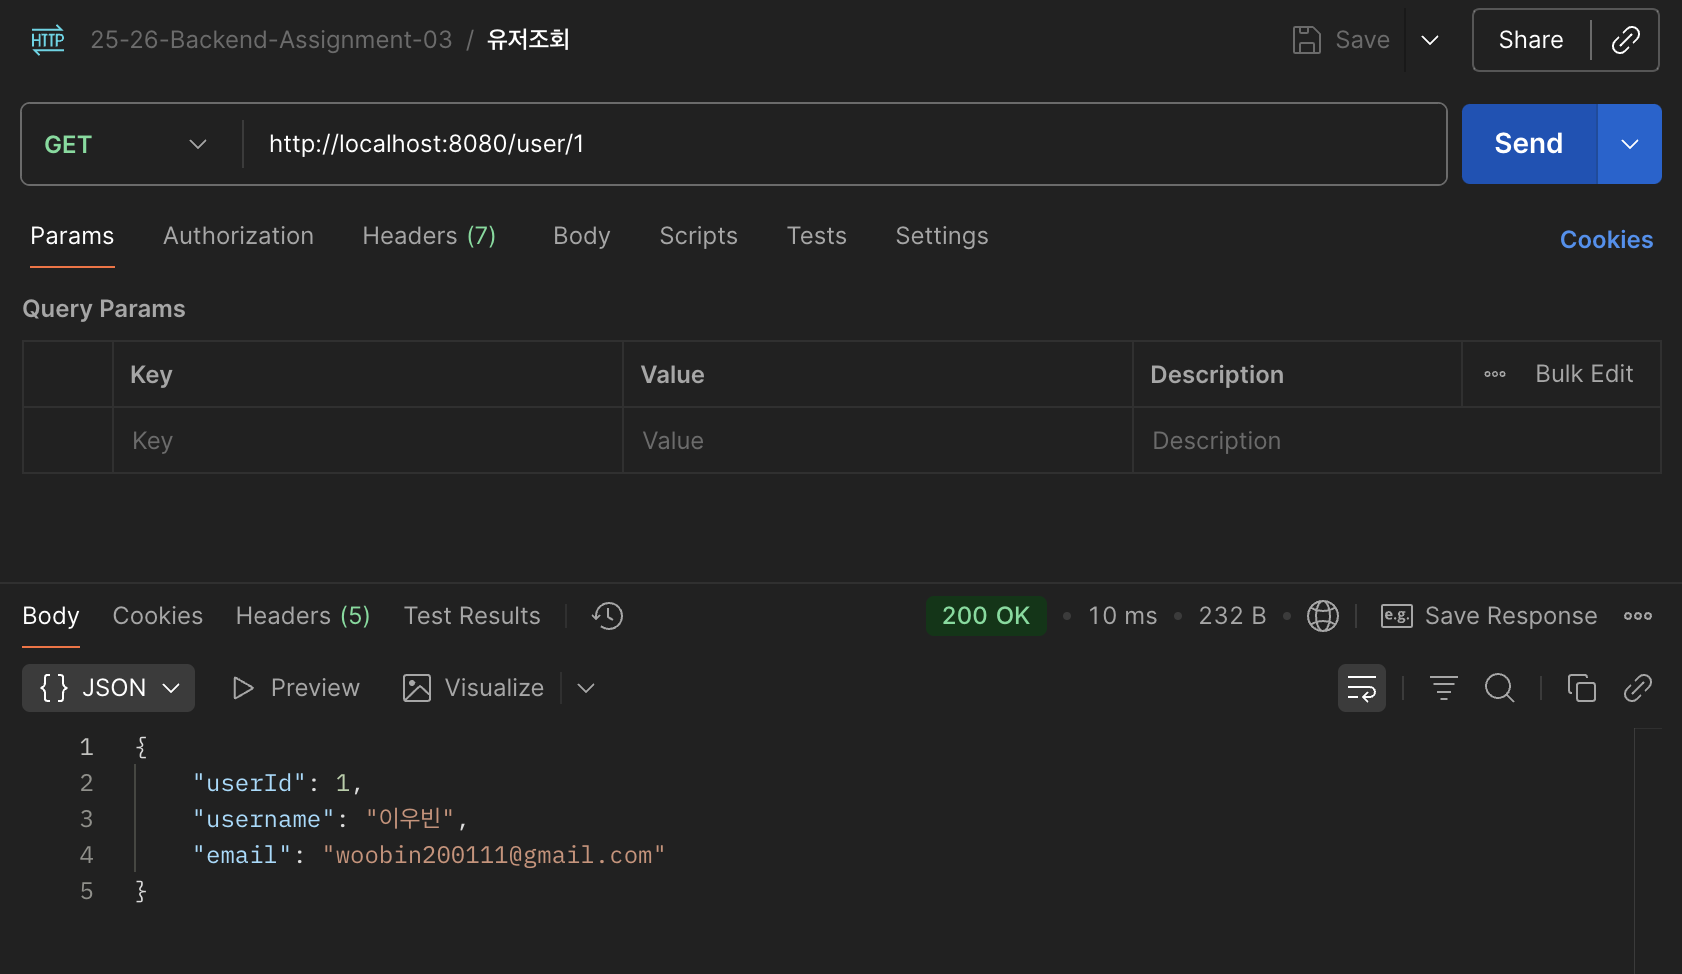 HTTP 25-26-Backend-Assignment-03 / 유저조회 Save Share
GET http://localhost:8080/user/1 Send
Params Authorization Headers (7) Body Scripts Tests Settings Cookies
Query Params
Key Value Description Bulk Edit
Key Value Description
Body Cookies Headers (5) Test Results 200 OK • 10 ms • 232 B • e.g. Save Response
{ } JSON Preview Visualize
1 {
2 "userId": 1,
3 "username": "이우빈",
4 "email": "woobin200111@gmail.com"
5 }